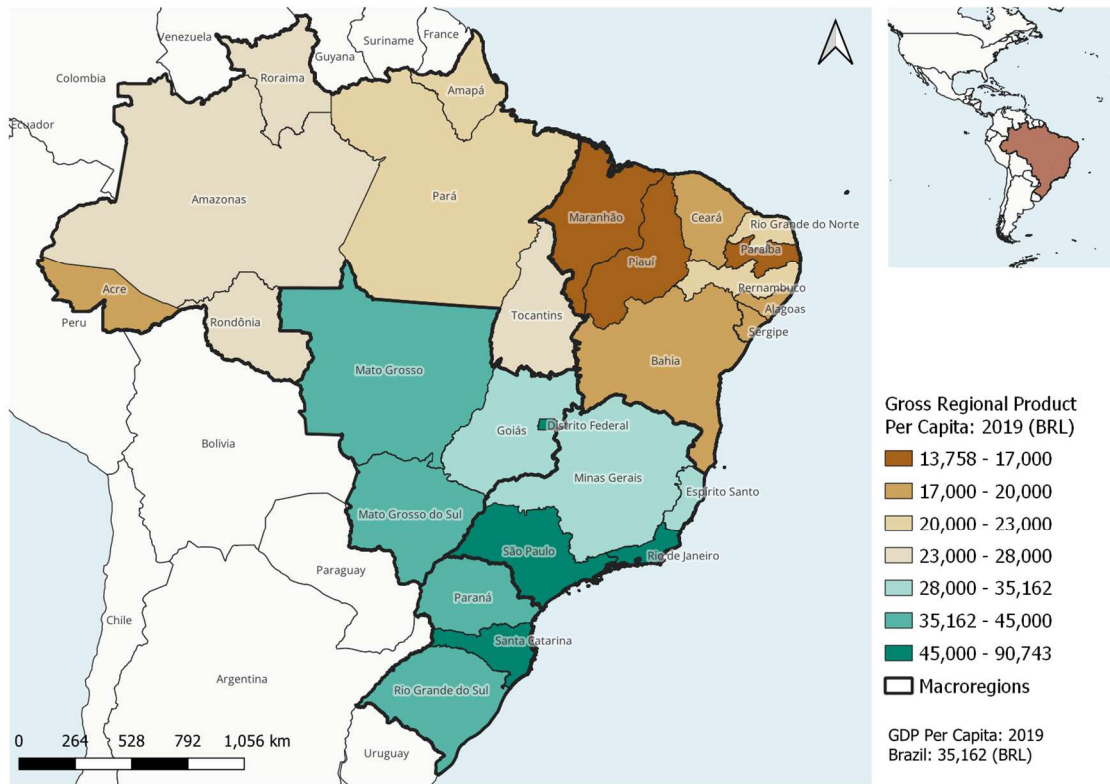 Venezuela
Suriname
France
Guyana
Colombia
Roraima
Amapá
Ecuador
Amazonas
Pará
Maranhão
Ceará
Rio Grande do Norte
Paraíba
Piauí
Pernambuco
Acre
Alagoas
Peru
Rondônia
Tocantins
Sergipe
Bahia
Mato Grosso
Goiás
Distrito Federal
Bolivia
Minas Gerais
Espírito Santo
Mato Grosso do Sul
São Paulo
Rio de Janeiro
Paraguay
Paraná
Chile
Santa Catarina
Argentina
Rio Grande do Sul
Uruguay
0 264 528 792 1,056 km
Gross Regional Product
Per Capita: 2019 (BRL)
13,758 - 17,000
17,000 - 20,000
20,000 - 23,000
23,000 - 28,000
28,000 - 35,162
35,162 - 45,000
45,000 - 90,743
Macroregions
GDP Per Capita: 2019
Brazil: 35,162 (BRL)